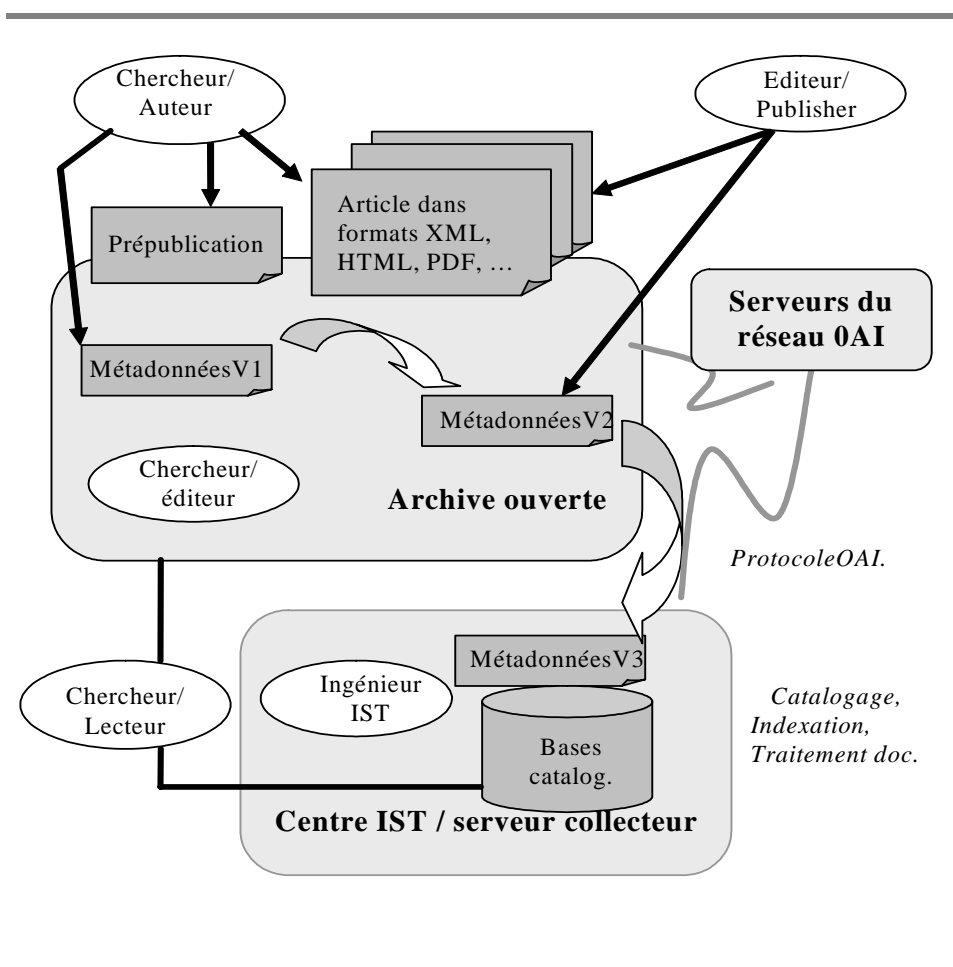 Chercheur/
Auteur
Editeur/
Publisher
Article dans
formats XML,
HTML, PDF, …
Prépublication
Serveurs du
réseau 0AI
MétadonnéesV1
MétadonnéesV2
Chercheur/
éditeur
Archive ouverte
ProtocoleOAI.
MétadonnéesV3
Ingénieur
IST
Chercheur/
Lecteur
Catalogage,
Indexation,
Traitement doc.
Bases
catalog.
Centre IST / serveur collecteur